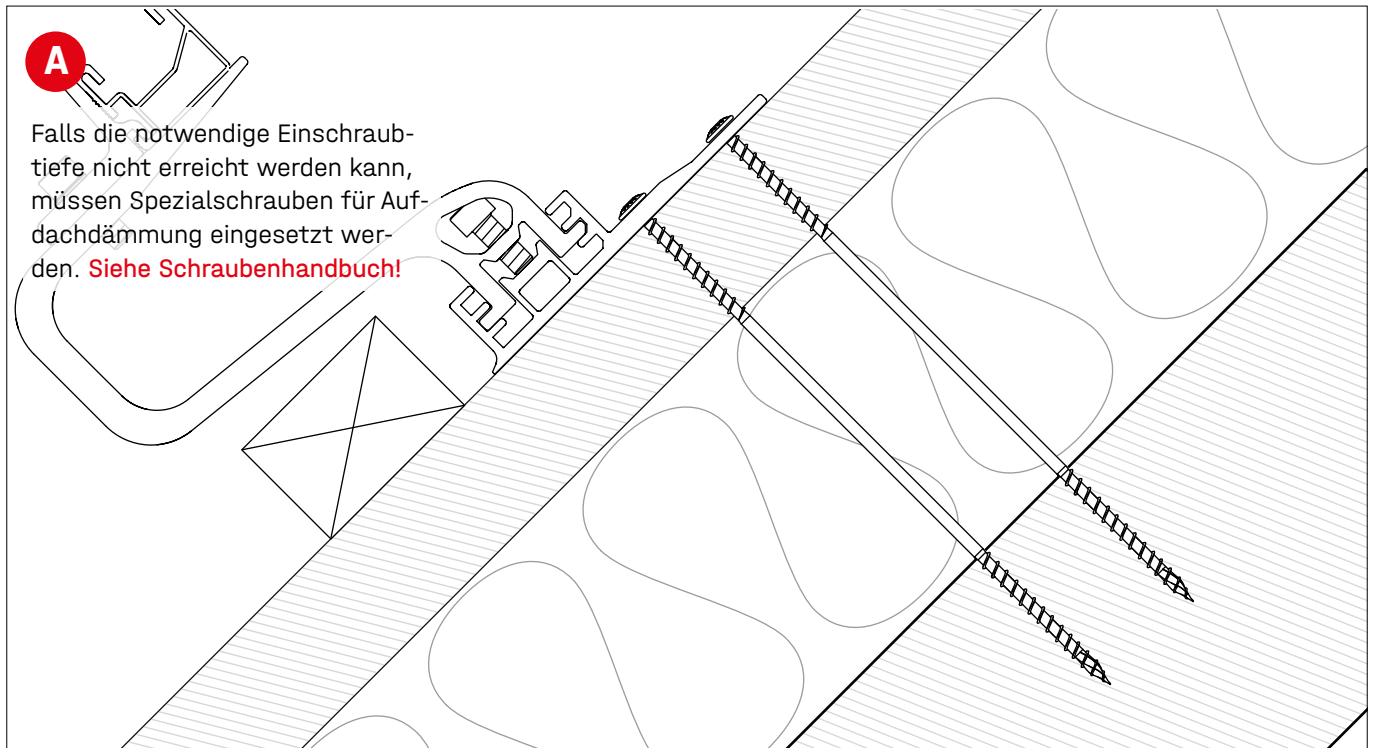 A
Falls die notwendige Einschraub-
tiefe nicht erreicht werden kann,
müssen Spezialschrauben für Auf-
dachdämmung eingesetzt wer-
den. Siehe Schraubenhandbuch!